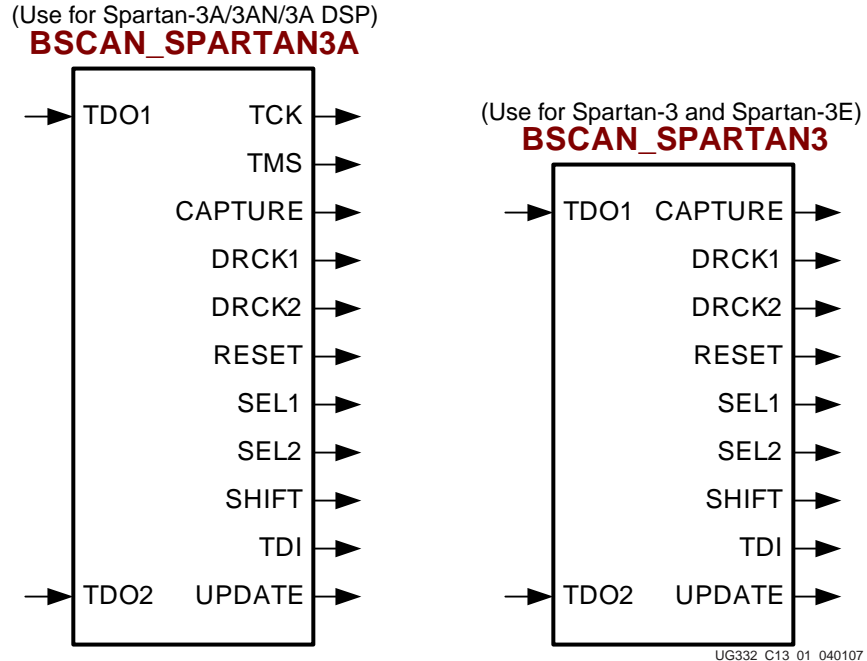 (Use for Spartan-3A/3AN/3A DSP)
BSCAN_SPARTAN3A
TDO1 TCK
TMS
CAPTURE
DRCK1
DRCK2
RESET
SEL1
SEL2
SHIFT
TDI
TDO2 UPDATE
(Use for Spartan-3 and Spartan-3E)
BSCAN_SPARTAN3
TDO1 CAPTURE
DRCK1
DRCK2
RESET
SEL1
SEL2
SHIFT
TDI
TDO2 UPDATE
UG332_C13_01_040107